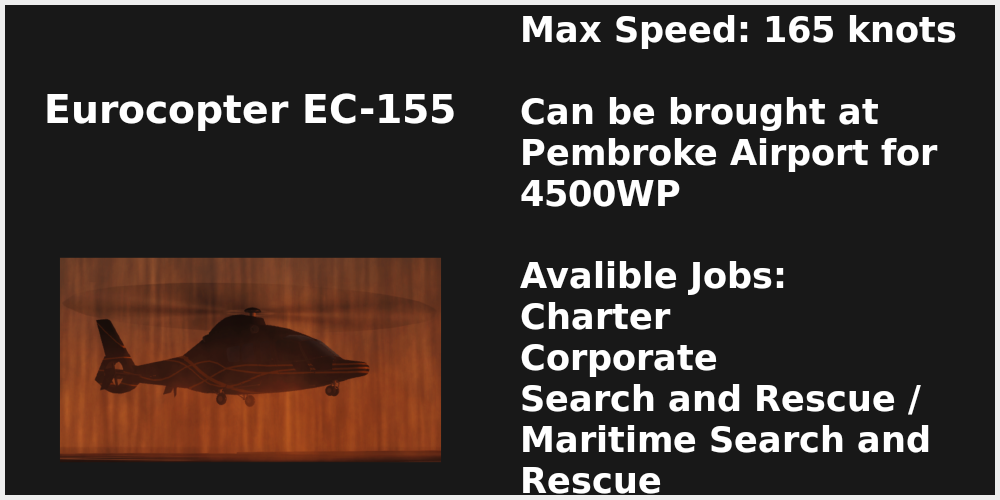 Eurocopter EC-155
Max Speed: 165 knots
Can be brought at
Pembroke Airport for
4500WP
Avalible Jobs:
Charter
Corporate
Search and Rescue /
Maritime Search and
Rescue